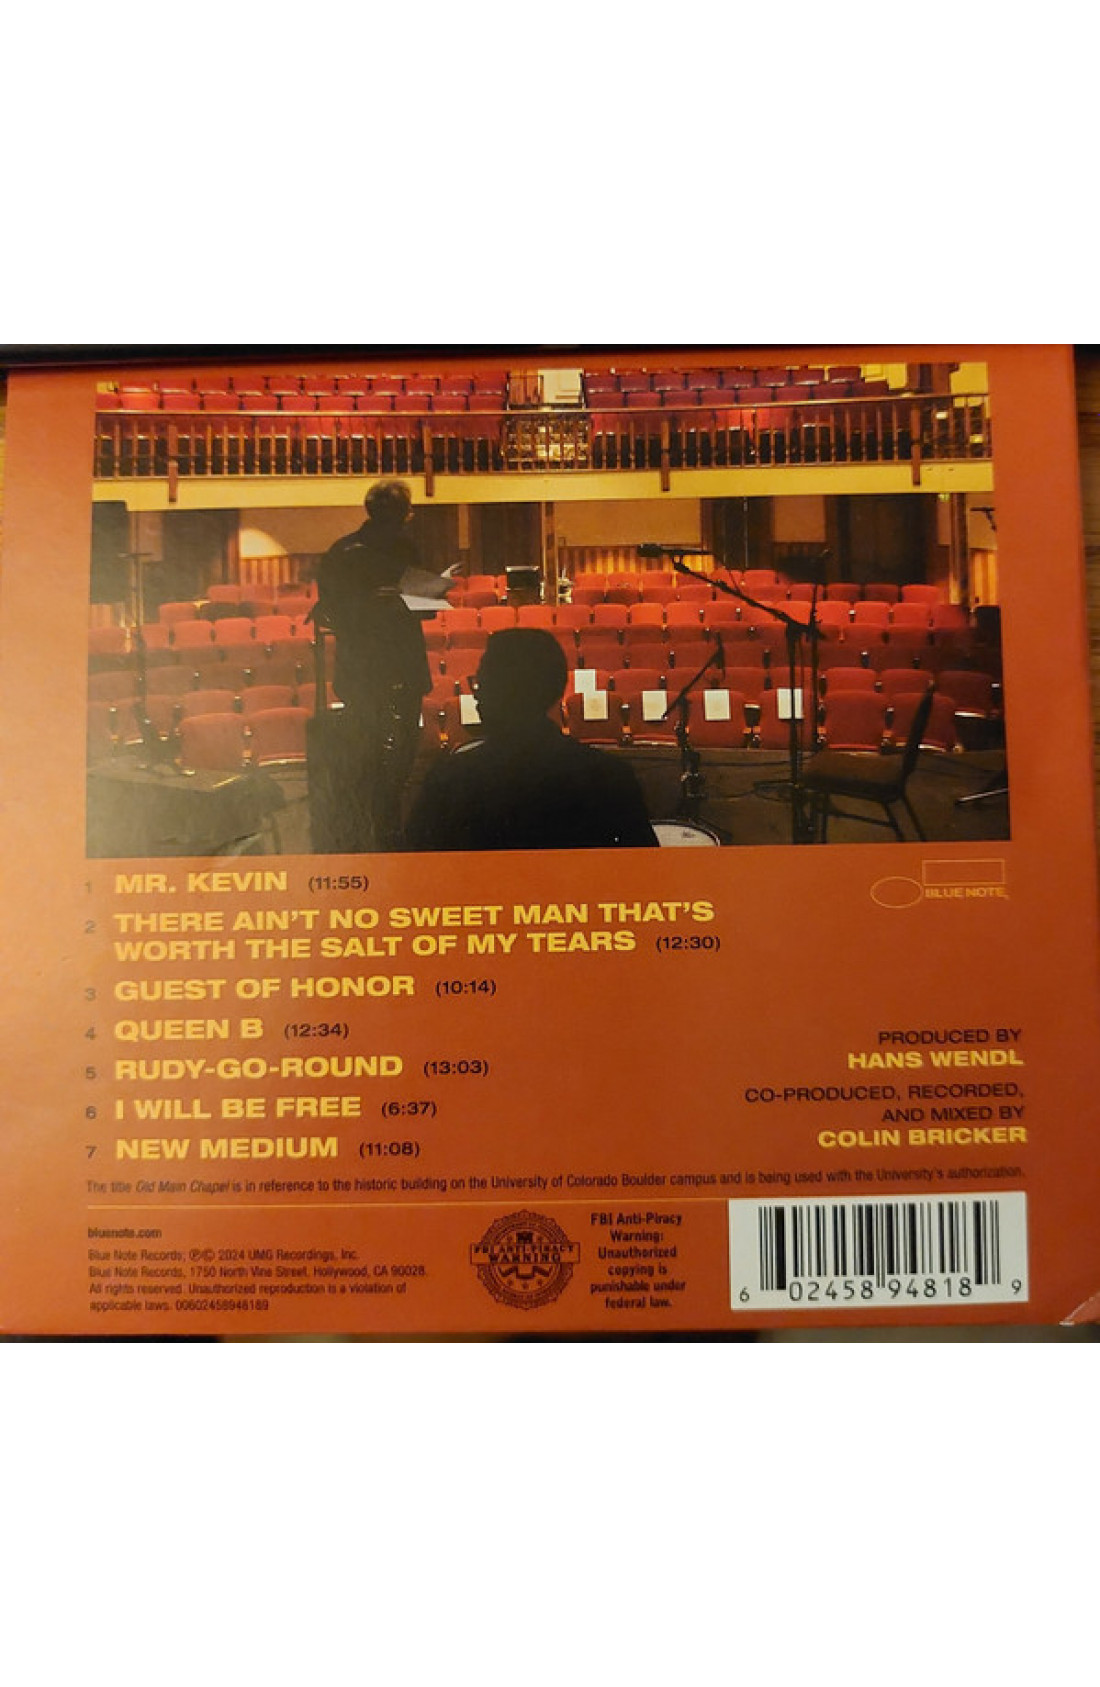 1 MR. KEVIN (11:55)
2 THERE AIN'T NO SWEET MAN THAT'S
WORTH THE SALT OF MY TEARS (12:30)
3 GUEST OF HONOR (10:14)
4 QUEEN B (12:34)
5 RUDY-GO-ROUND (13:03)
6 I WILL BE FREE (6:37)
7 NEW MEDIUM (11:08)
BLUE NOTE
PRODUCED BY
HANS WENDL
CO-PRODUCED, RECORDED,
AND MIXED BY
COLIN BRICKER
The title Old Main Chapel is in reference to the historic building on the University of Colorado Boulder campus and is being used with the University's authorization.
bluenote.com
Blue Note Records; ℗© 2024 UMG Recordings, Inc.
Blue Note Records, 1750 North Vine Street, Hollywood, CA 90028.
All rights reserved. Unauthorized reproduction is a violation of
applicable laws. 00602458948189
FBI ANTI-PIRACY
WARNING
FBI Anti-Piracy
Warning:
Unauthorized
copying is
punishable under
federal law.
6 02458 94818 9